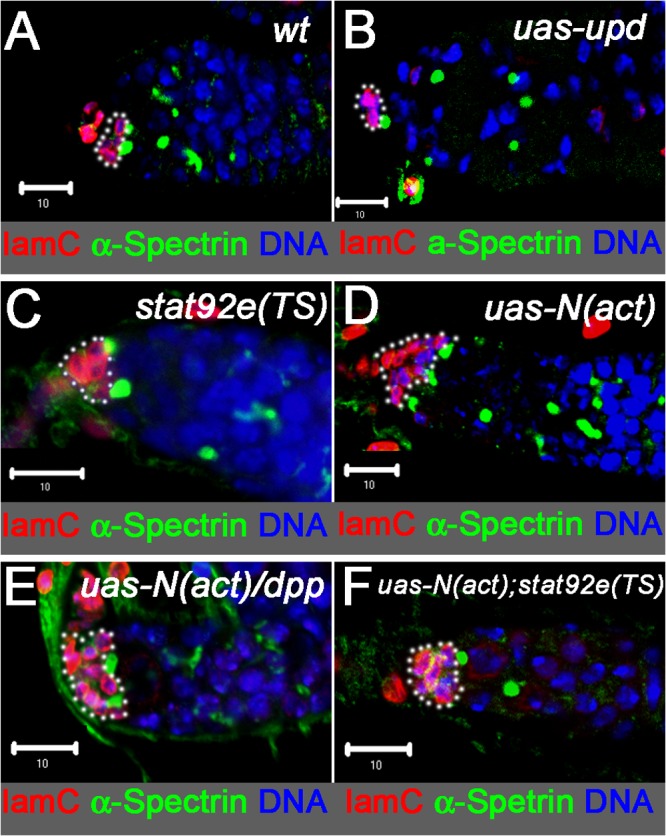 A wt
B uas-upd
10
10
lamC α-Spectrin DNA
lamC a-Spectrin DNA
C stat92e(TS)
D uas-N(act)
10
10
lamC α-Spectrin DNA
lamC α-Spectrin DNA
E uas-N(act)/dpp
F uas-N(act);stat92e(TS)
10
10
lamC α-Spectrin DNA
lamC α-Spetrin DNA